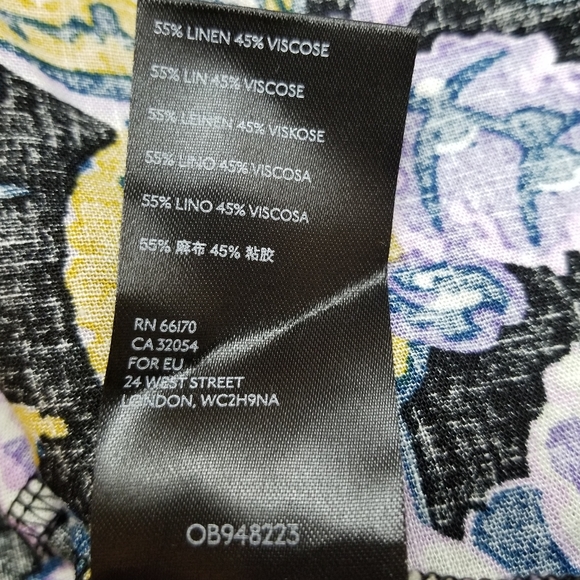 55% LINEN 45% VISCOSE
55% LIN 45% VISCOSE
55% LEINEN 45% VISKOSE
55% LINO 45% VISCOSA
55% LINO 45% VISCOSA
55% 麻布 45% 粘胶
RN 66170
CA 32054
FOR EU
24 WEST STREET
LONDON, WC2H9NA
OB948223